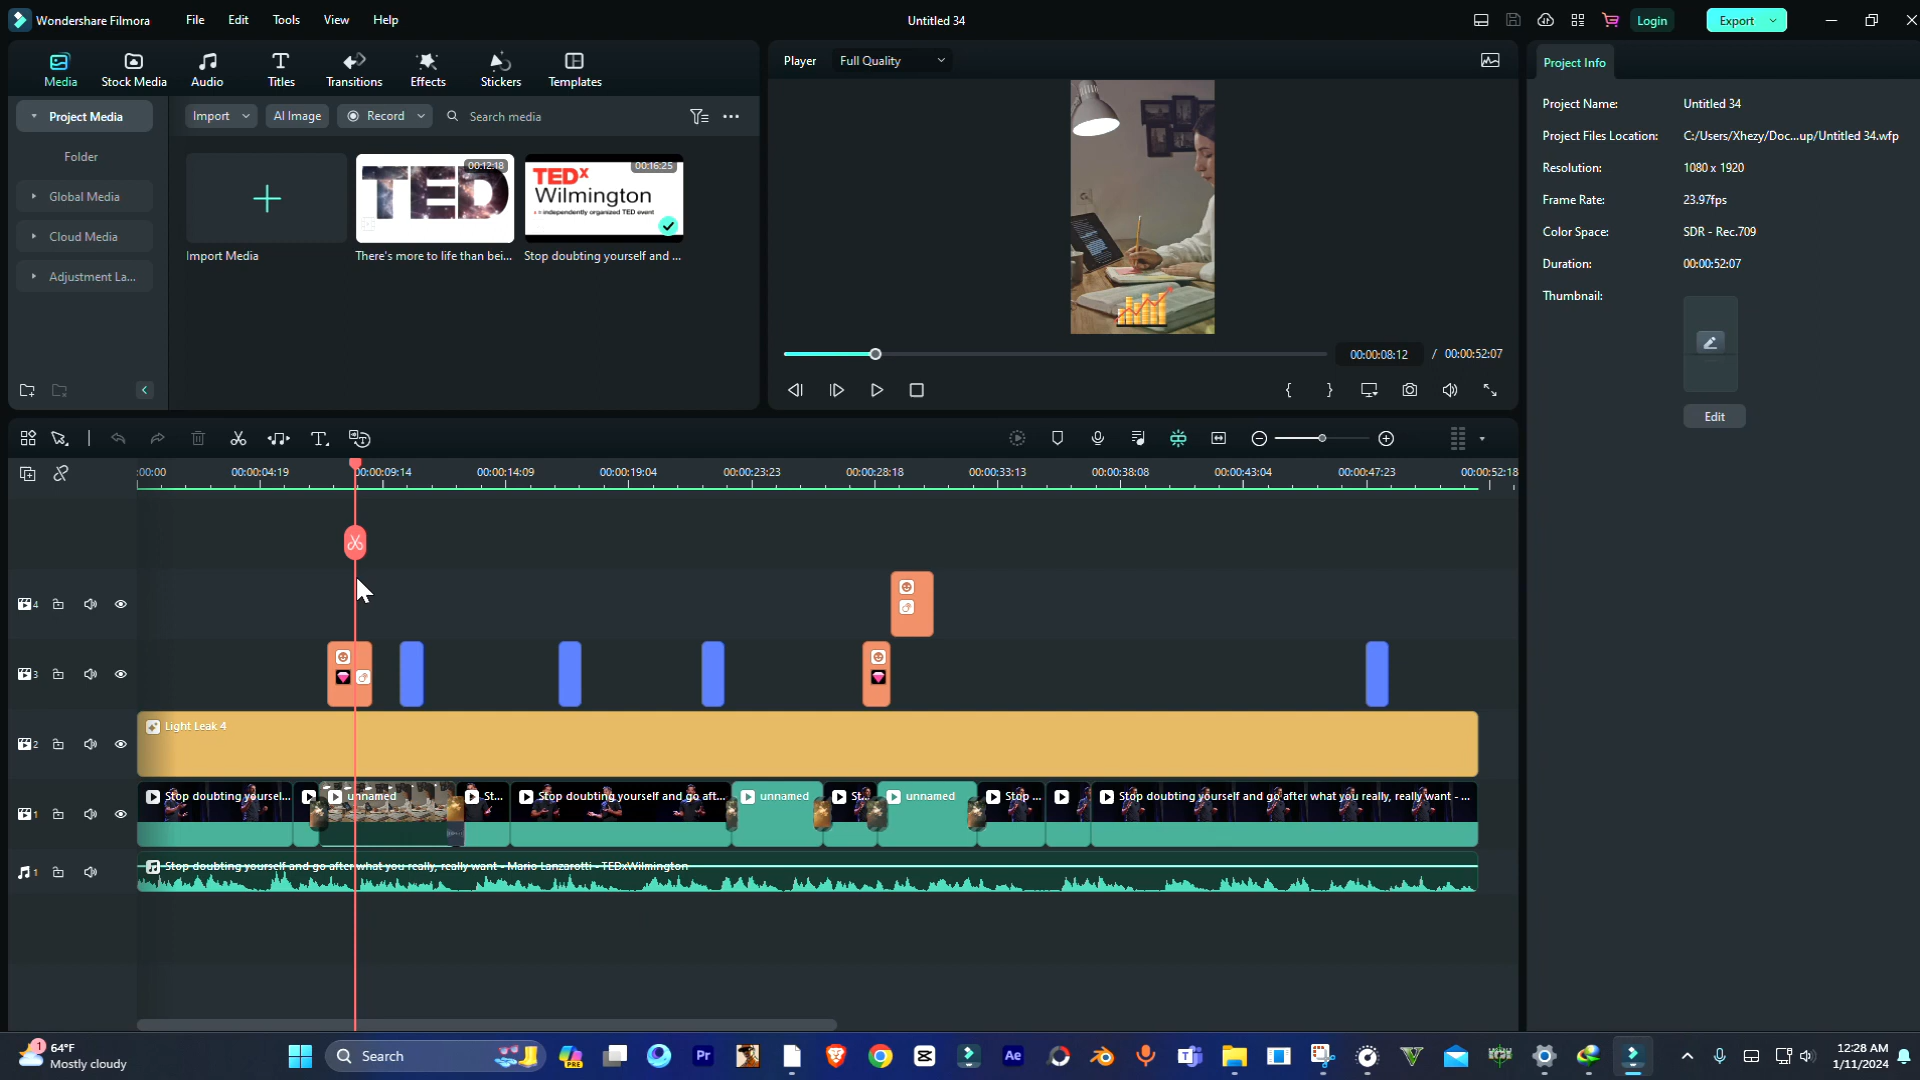 Wondershare Filmora
File
Edit
Tools
View
Help
Untitled 34
Login
Export
Media
Stock Media
Audio
Titles
Transitions
Effects
Stickers
Templates
Player
Full Quality
Project Info
Project Media
Folder
Global Media
Cloud Media
Adjustment La...
Import
AI Image
Record
Search media
Import Media
00:12:18
TED
There's more to life than bei...
00:16:25
TEDx
Wilmington
x = independently organized TED event
Stop doubting yourself and ...
00:00:08:12 / 00:00:52:07
Project Name: Untitled 34
Project Files Location: C:/Users/Xhezy/Doc...up/Untitled 34.wfp
Resolution: 1080 x 1920
Frame Rate: 23.97fps
Color Space: SDR - Rec.709
Duration: 00:00:52:07
Thumbnail:
Edit
:00:00
00:00:04:19
00:00:09:14
00:00:14:09
00:00:19:04
00:00:23:23
00:00:28:18
00:00:33:13
00:00:38:08
00:00:43:04
00:00:47:23
00:00:52:18
4
3
2
Light Leak 4
1
Stop doubting yoursel...
unnamed
St...
Stop doubting yourself and go aft...
unnamed
St...
unnamed
Stop ...
Stop doubting yourself and go after what you really, really want - ...
1
Stop doubting yourself and go after what you really, really want - Mario Lanzarotti - TEDxWilmington
1
64°F
Mostly cloudy
Search
PRE
Pr
Ae
12:28 AM
1/11/2024